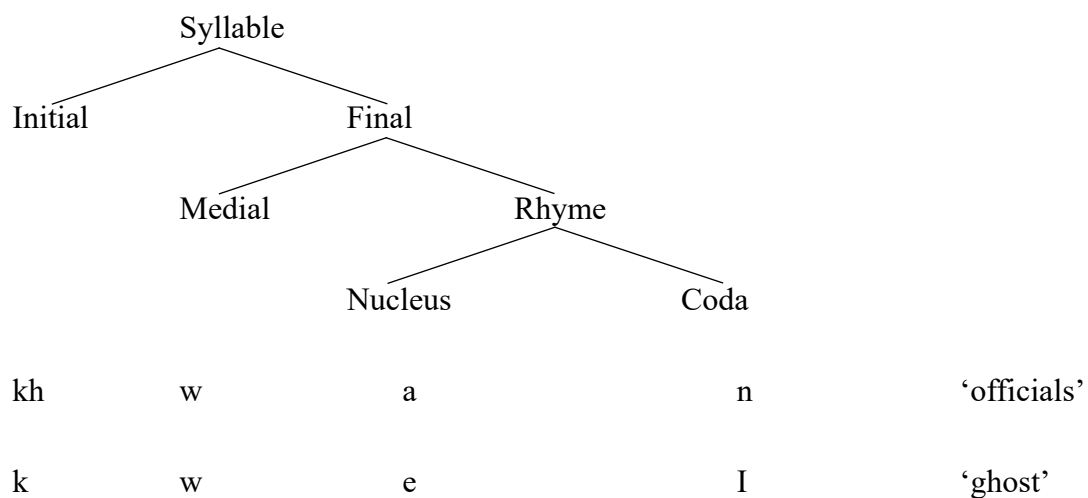 Syllable
Initial Final
Medial Rhyme
Nucleus Coda
kh w a n ‘officials’
k w e I ‘ghost’